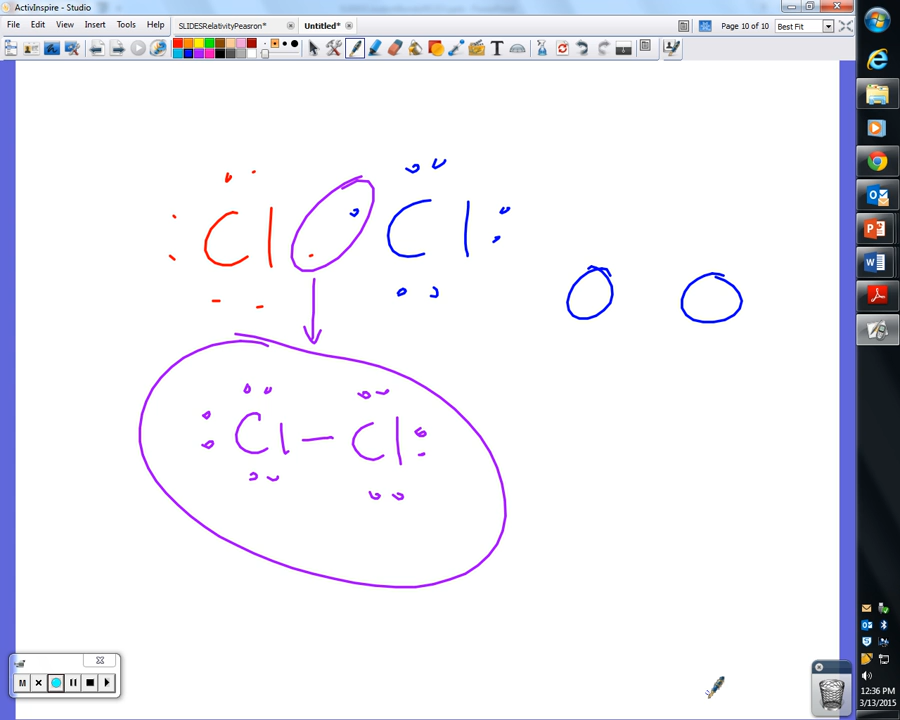 ActivInspire - Studio
File Edit View Insert Tools Help
SLIDESRelativityPeasron*
Untitled*
Page 10 of 10
Best Fit
Cl Cl
O O
Cl — Cl
M
12:36 PM
3/13/2015